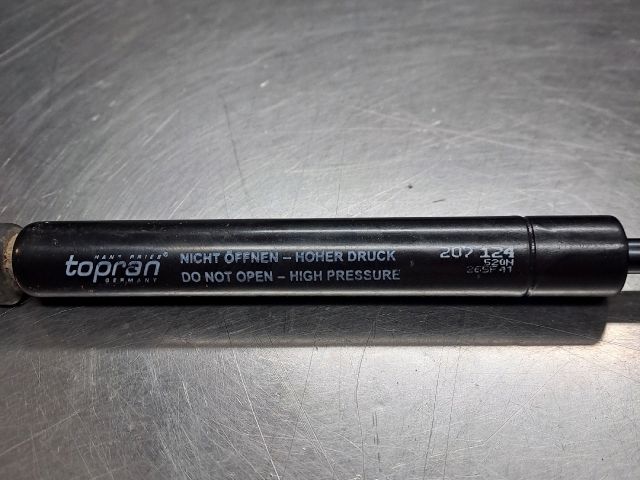 HANS PRIES®
topran
GERMANY
NICHT ÖFFNEN – HOHER DRUCK
DO NOT OPEN – HIGH PRESSURE
207 124
520N
265F41